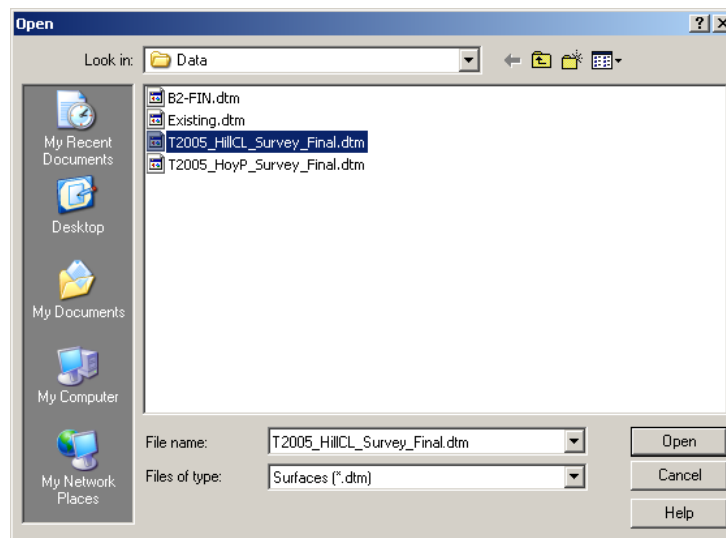 Open
Look in:
Data
My Recent
Documents
Desktop
My Documents
My Computer
My Network
Places
B2-FIN.dtm
Existing.dtm
T2005_HillCL_Survey_Final.dtm
T2005_HoyP_Survey_Final.dtm
File name:
T2005_HillCL_Survey_Final.dtm
Open
Files of type:
Surfaces (*.dtm)
Cancel
Help